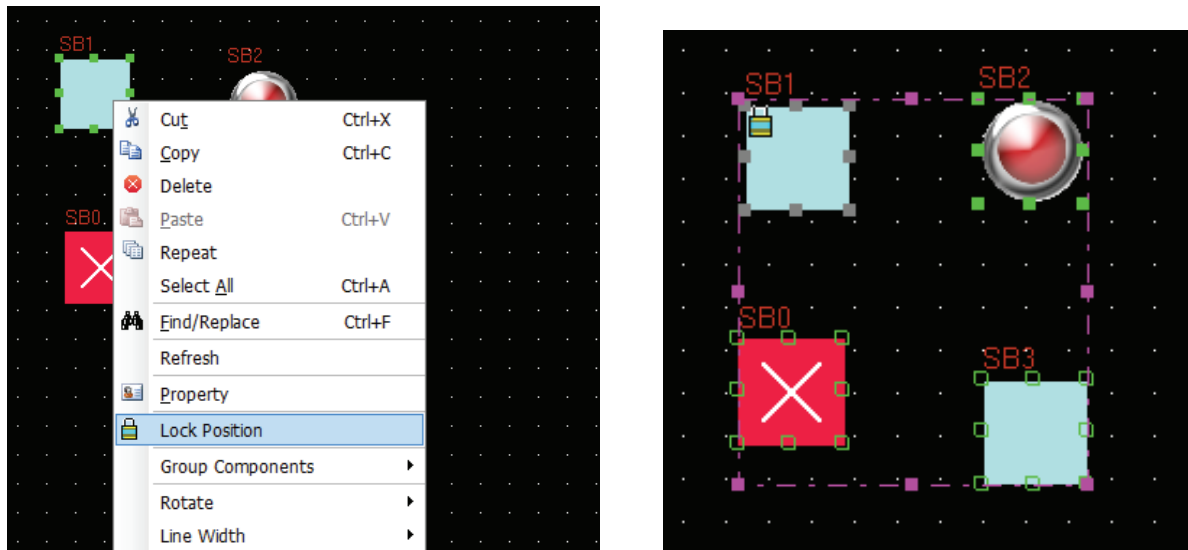 SB1
SB2
SB0
Cut Ctrl+X
Copy Ctrl+C
Delete
Paste Ctrl+V
Repeat
Select All Ctrl+A
Find/Replace Ctrl+F
Refresh
Property
Lock Position
Group Components
Rotate
Line Width
SB1
SB2
SB0
SB3